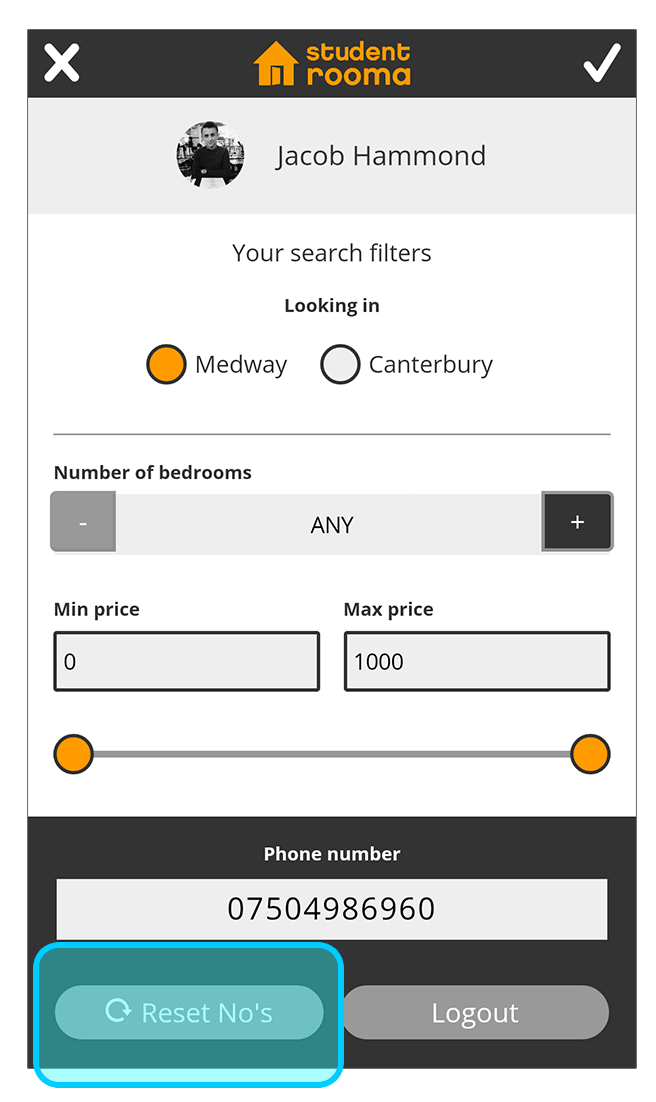 student
rooma
Jacob Hammond
Your search filters
Looking in
Medway Canterbury
Number of bedrooms
- ANY +
Min price Max price
0 1000
Phone number
07504986960
Reset No's Logout